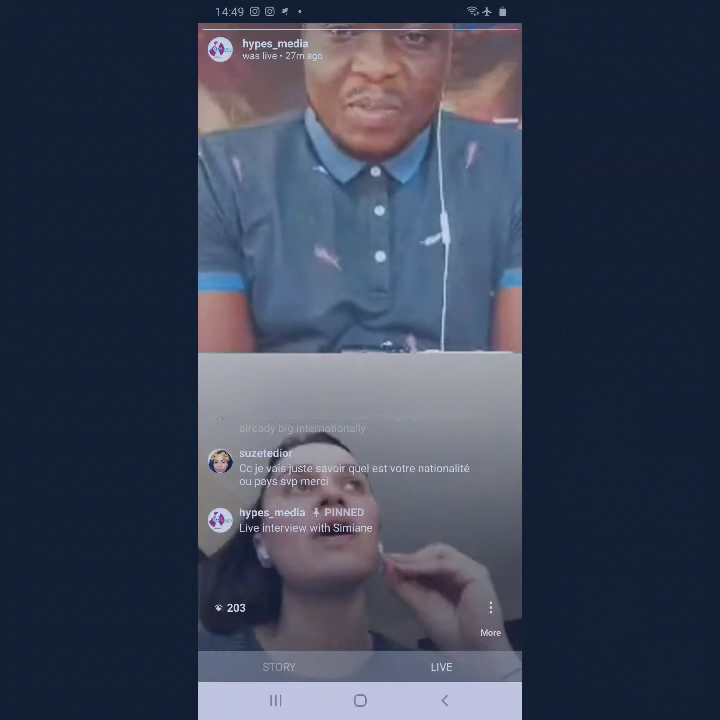 14:49
hypes_media
was live • 27m ago
already big internationally
suzetedior
Cc je vais juste savoir quel est votre nationalité
ou pays svp merci
hypes_media PINNED
Live interview with Simiane
203
More
STORY LIVE